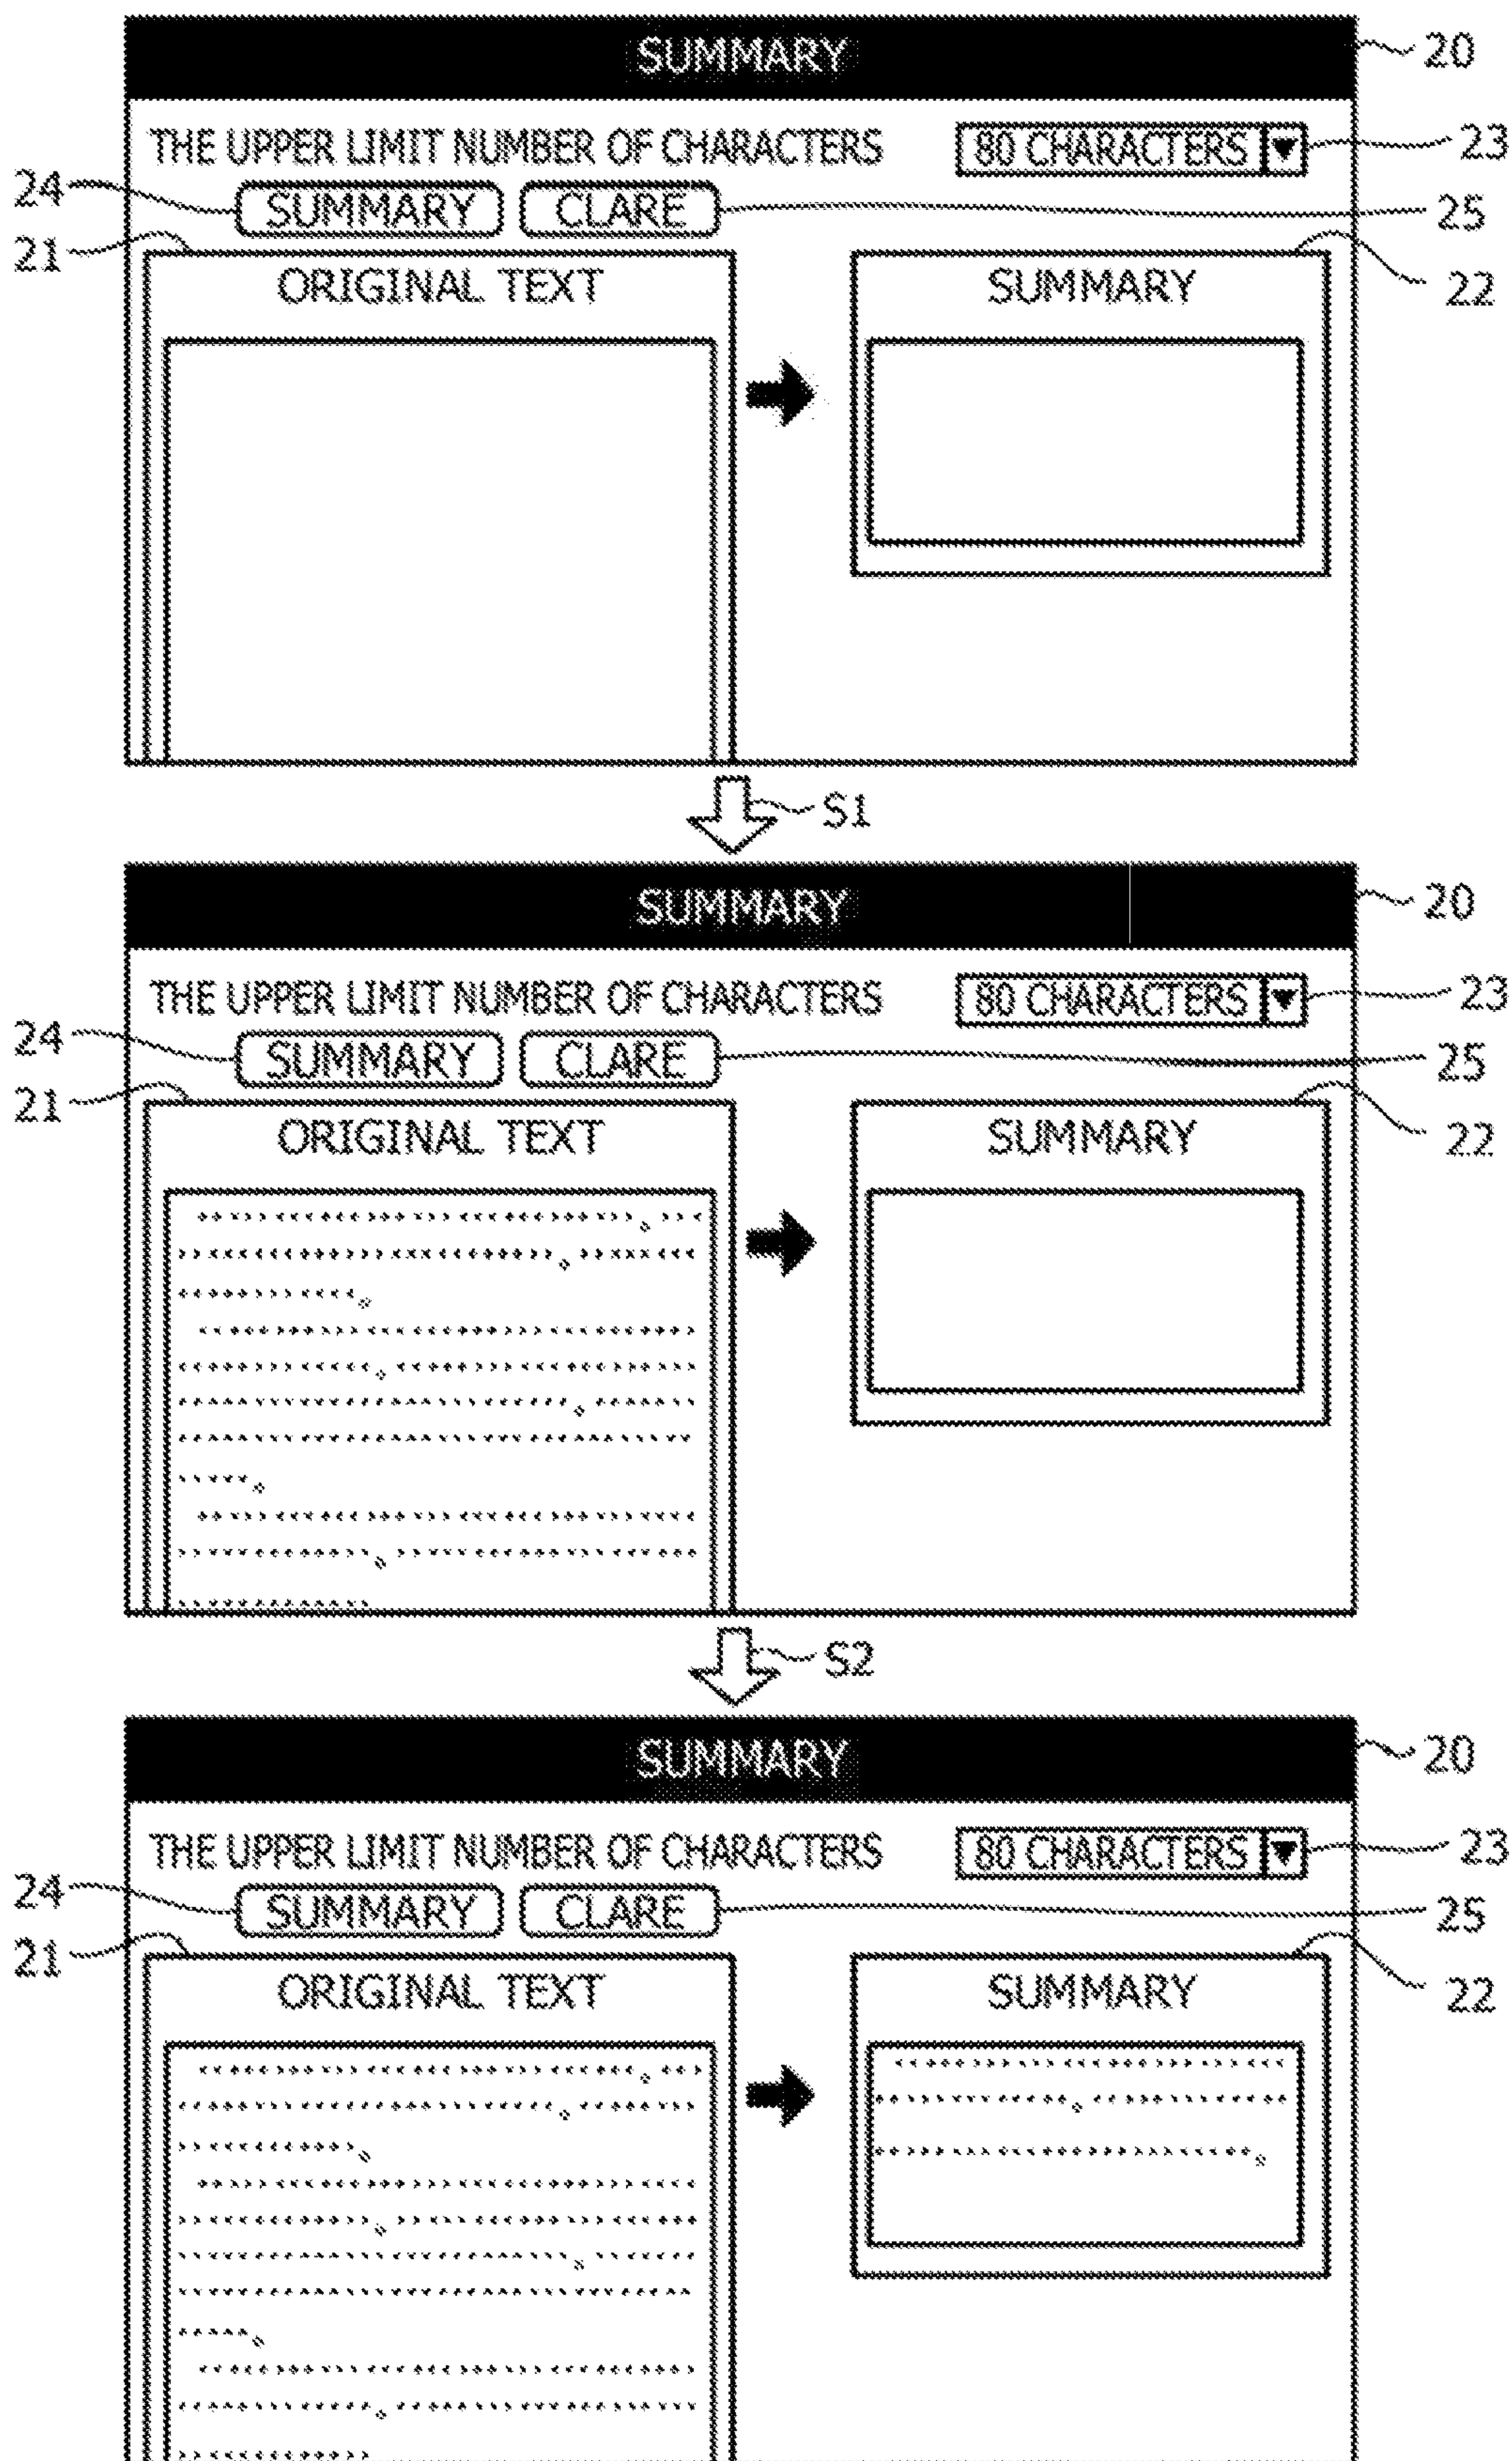 SUMMARY
20
THE UPPER LIMIT NUMBER OF CHARACTERS 80 CHARACTERS ▼ 23
24 SUMMARY CLARE 25
21 ORIGINAL TEXT SUMMARY 22
S1
SUMMARY
20
THE UPPER LIMIT NUMBER OF CHARACTERS 80 CHARACTERS ▼ 23
24 SUMMARY CLARE 25
21 ORIGINAL TEXT SUMMARY 22
S2
SUMMARY
20
THE UPPER LIMIT NUMBER OF CHARACTERS 80 CHARACTERS ▼ 23
24 SUMMARY CLARE 25
21 ORIGINAL TEXT SUMMARY 22